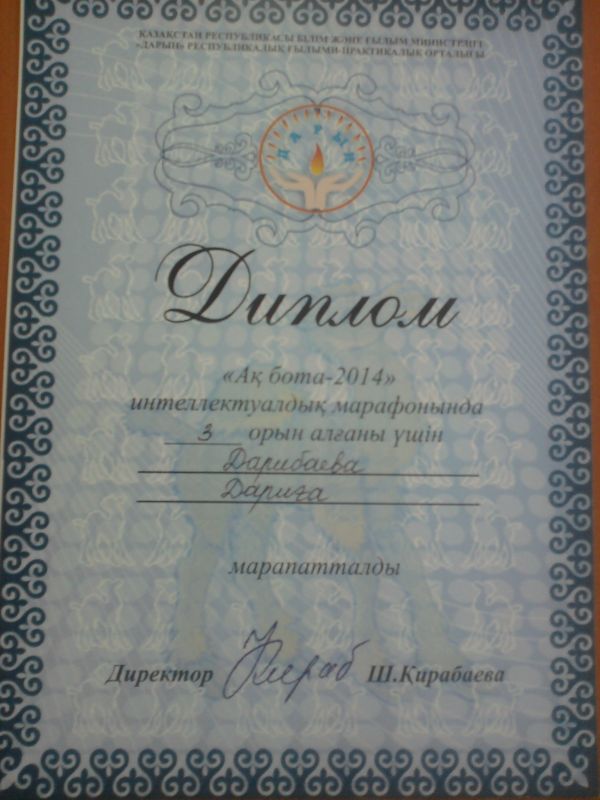 ҚАЗАҚСТАН РЕСПУБЛИКАСЫ БІЛІМ ЖӘНЕ ҒЫЛЫМ МИНИСТРЛІГІ
«ДАРЫН» РЕСПУБЛИКАЛЫҚ ҒЫЛЫМИ-ПРАКТИКАЛЫҚ ОРТАЛЫҒЫ
ДАРЫН
Диплом
«Ақ бота-2014»
интеллектуалдық марафонында
3 орын алғаны үшін
Дарибаева
Дариға
марапатталды
Директор Ш.Қирабаева